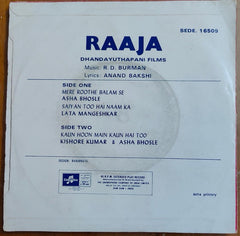 SEDE. 16509
RAAJA
DHANDAYUTHAPANI FILMS
Music: R. D. BURMAN
Lyrics: ANAND BAKSHI
SIDE ONE
MERE ROOTHE BALAM SE
ASHA BHOSLE
SAIYAN TOO HAI NAAM KA
LATA MANGESHKAR
SIDE TWO
KAUN HOON MAIN KAUN HAI TOO
KISHORE KUMAR & ASHA BHOSLE